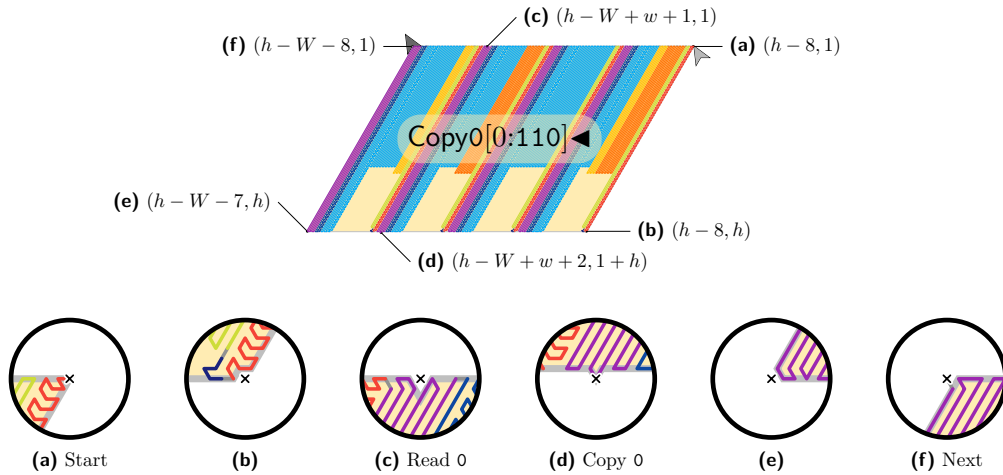 (c) (h − W + w + 1, 1)
(f) (h − W − 8, 1)
(a) (h − 8, 1)
Copy0[0:110]◀
(e) (h − W − 7, h)
(b) (h − 8, h)
(d) (h − W + w + 2, 1 + h)
(a) Start
(b)
(c) Read 0
(d) Copy 0
(e)
(f) Next